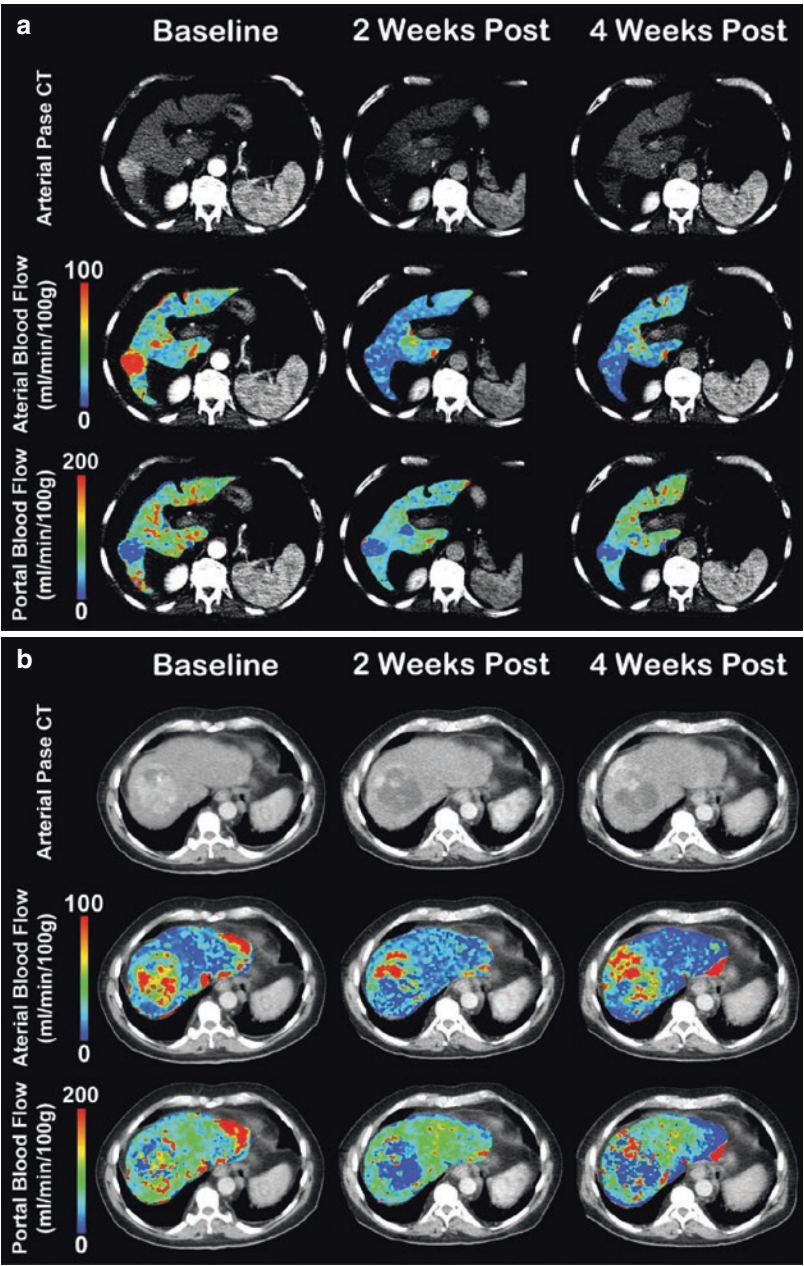 a
Baseline 2 Weeks Post 4 Weeks Post
Arterial Pase CT
Aterial Blood Flow
(ml/min/100g)
100
0
Portal Blood Flow
(ml/min/100g)
200
0
b
Baseline 2 Weeks Post 4 Weeks Post
Arterial Pase CT
Aterial Blood Flow
(ml/min/100g)
100
0
Portal Blood Flow
(ml/min/100g)
200
0